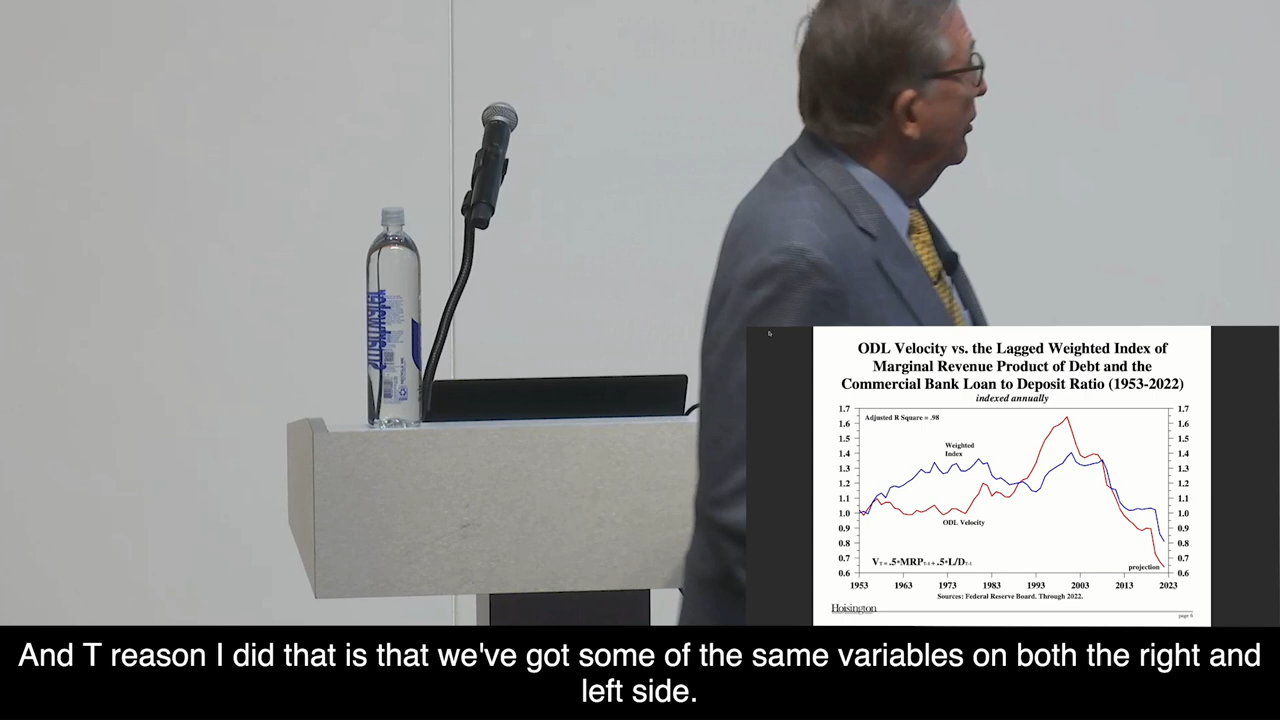 ODL Velocity vs. the Lagged Weighted Index of
Marginal Revenue Product of Debt and the
Commercial Bank Loan to Deposit Ratio (1953-2022)
indexed annually
Adjusted R Square = .98
1.7 1.7
1.6 1.6
1.5 1.5
1.4 1.4
1.3 1.3
1.2 1.2
1.1 1.1
1.0 1.0
0.9 0.9
0.8 0.8
0.7 0.7
0.6 0.6
Weighted
Index
ODL Velocity
VT = .5*MRPT-1 + .5*L/DT-1
projection
1953 1963 1973 1983 1993 2003 2013 2023
Sources: Federal Reserve Board. Through 2022.
Hoisington
page 6
And T reason I did that is that we've got some of the same variables on both the right and
left side.